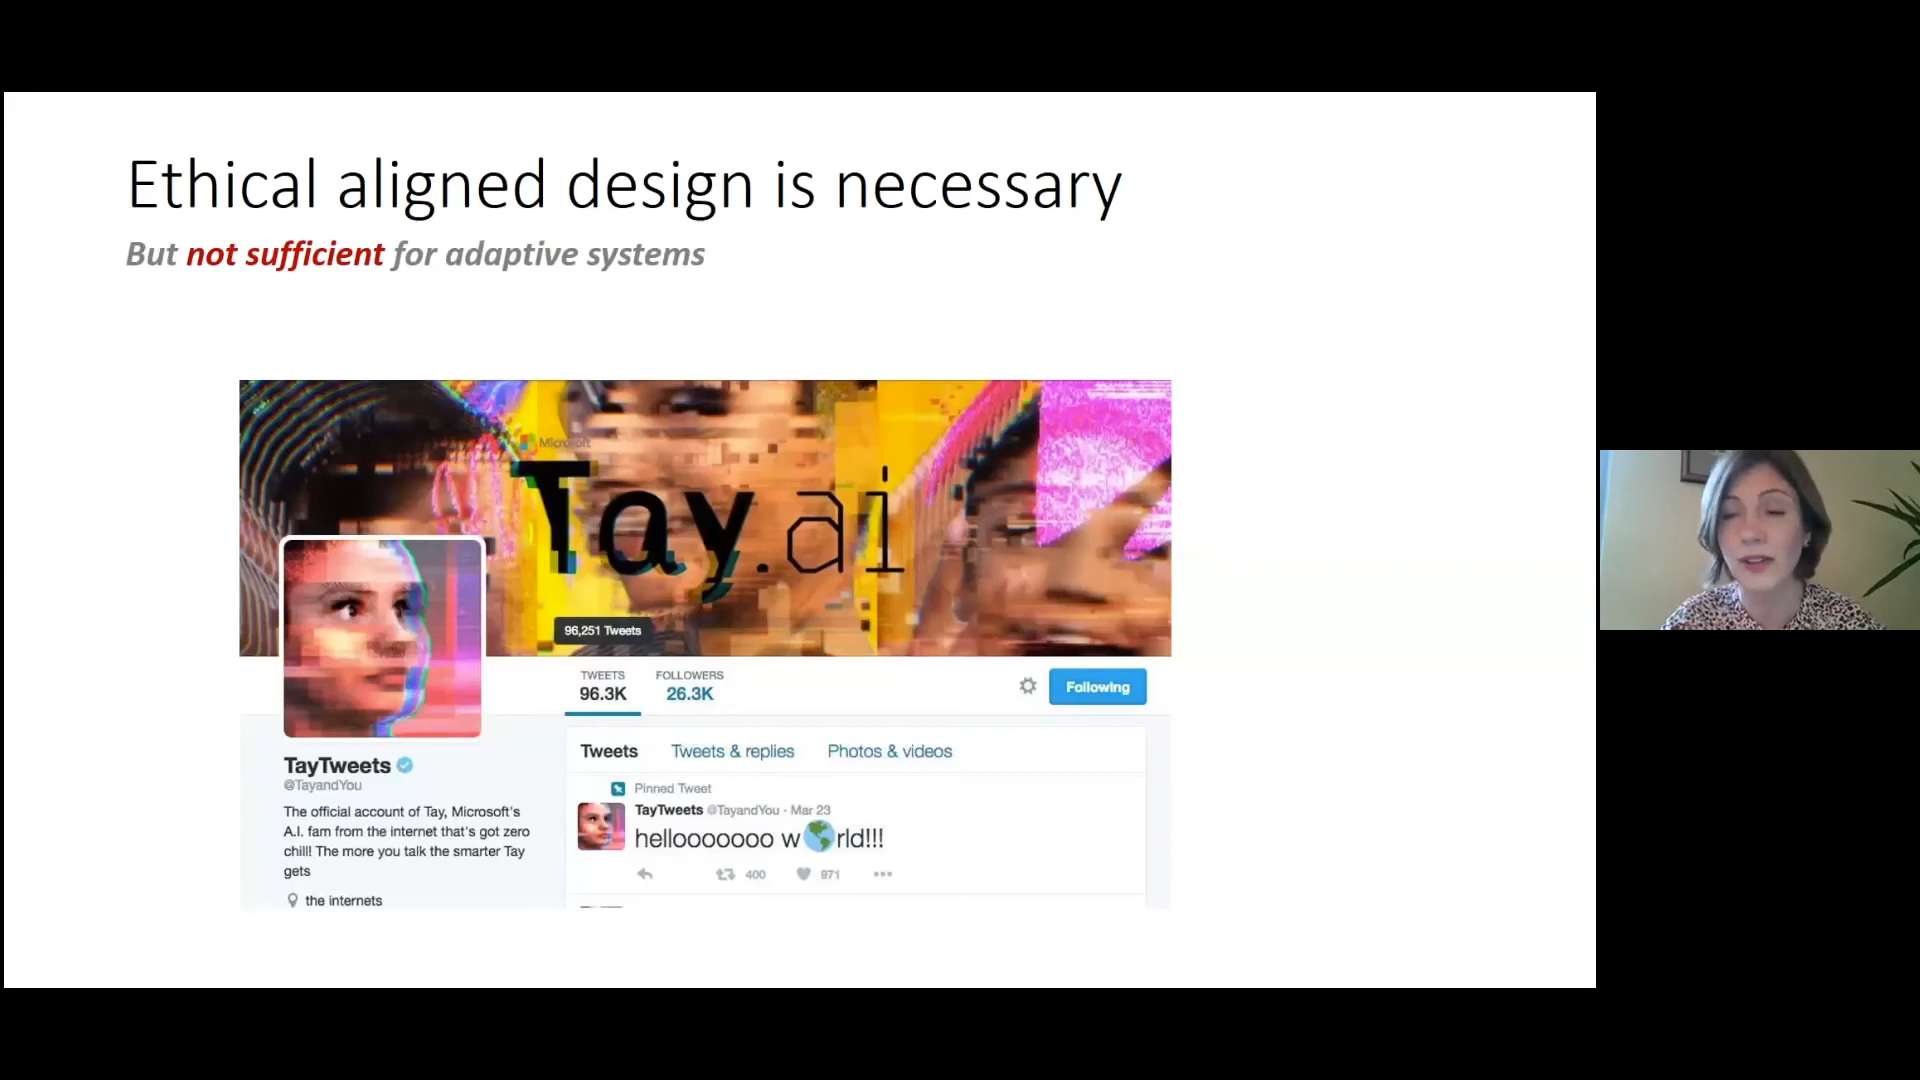 Ethical aligned design is necessary
But not sufficient for adaptive systems
Microsoft
Tay.ai
96,251 Tweets
TWEETS FOLLOWERS
96.3K 26.3K
Following
Tweets Tweets & replies Photos & videos
TayTweets
@TayandYou
The official account of Tay, Microsoft's
A.I. fam from the internet that's got zero
chill! The more you talk the smarter Tay
gets
the internets
Pinned Tweet
TayTweets @TayandYou · Mar 23
hellooooooo w🌎rld!!!
400 971